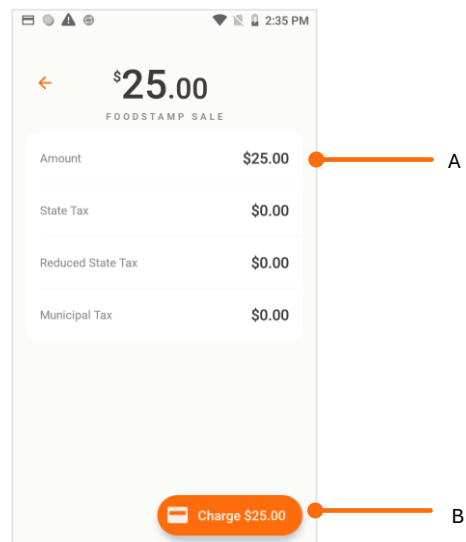 2:35 PM
$25.00
FOODSTAMP SALE
Amount $25.00 A
State Tax $0.00
Reduced State Tax $0.00
Municipal Tax $0.00
Charge $25.00 B